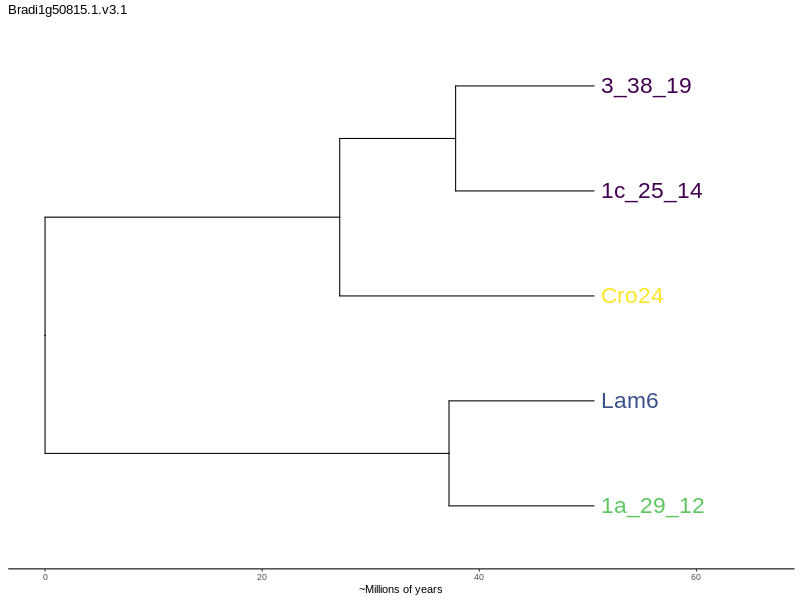 Bradi1g50815.1.v3.1
3_38_19
1c_25_14
Cro24
Lam6
1a_29_12
0 20 40 60
~Millions of years